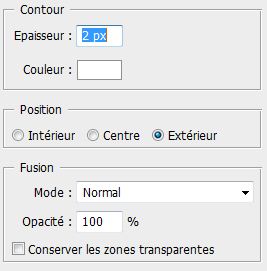 Contour
Epaisseur : 2 px
Couleur :
Position
Intérieur Centre Extérieur
Fusion
Mode : Normal
Opacité : 100 %
Conserver les zones transparentes